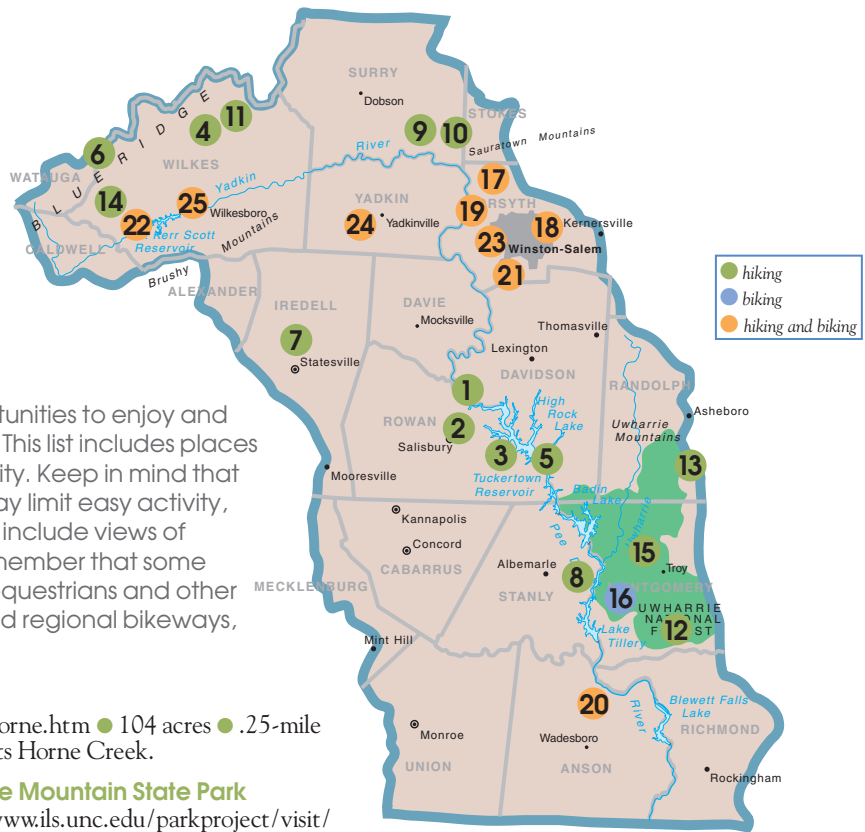 SURRY
Dobson
STOKES
11
4
9
10
Sauratown Mountains
BLUE RIDGE
6
River
WILKES
WATAUGA
17
Yadkin
YADKIN
RSYTH
14
25
19
Wilkesboro
24
Yadkinville
18
Kernersville
22
Kerr Scott
Reservoir
Mountains
23
Winston-Salem
CALDWELL
Brushy
21
hiking
biking
hiking and biking
ALEXANDER
IREDELL
DAVIE
Mocksville
Thomasville
7
Statesville
Lexington
DAVIDSON
RANDOLPH
1
High
Rock
Lake
Asheboro
ROWAN
2
Salisbury
Uwharrie
Mountains
3
5
13
Tuckertown
Reservoir
Mooresville
Badin
Lake
Uwharrie
Kannapolis
Pee
Concord
15
CABARRUS
Albemarle
8
Troy
MECKLENBURG
STANLY
NTGOMERY
16
UWHARRIE
NATIONAL
F ST
12
Lake
Tillery
Mint Hill
20
River
Blewett Falls
Lake
Monroe
Wadesboro
RICHMOND
UNION
ANSON
Rockingham
tunities to enjoy and
This list includes places
ity. Keep in mind that
ay limit easy activity,
include views of
member that some
equestrians and other
d regional bikeways,
orne.htm ● 104 acres ● .25-mile
ts Horne Creek.
e Mountain State Park
www.ils.unc.edu/parkproject/visit/